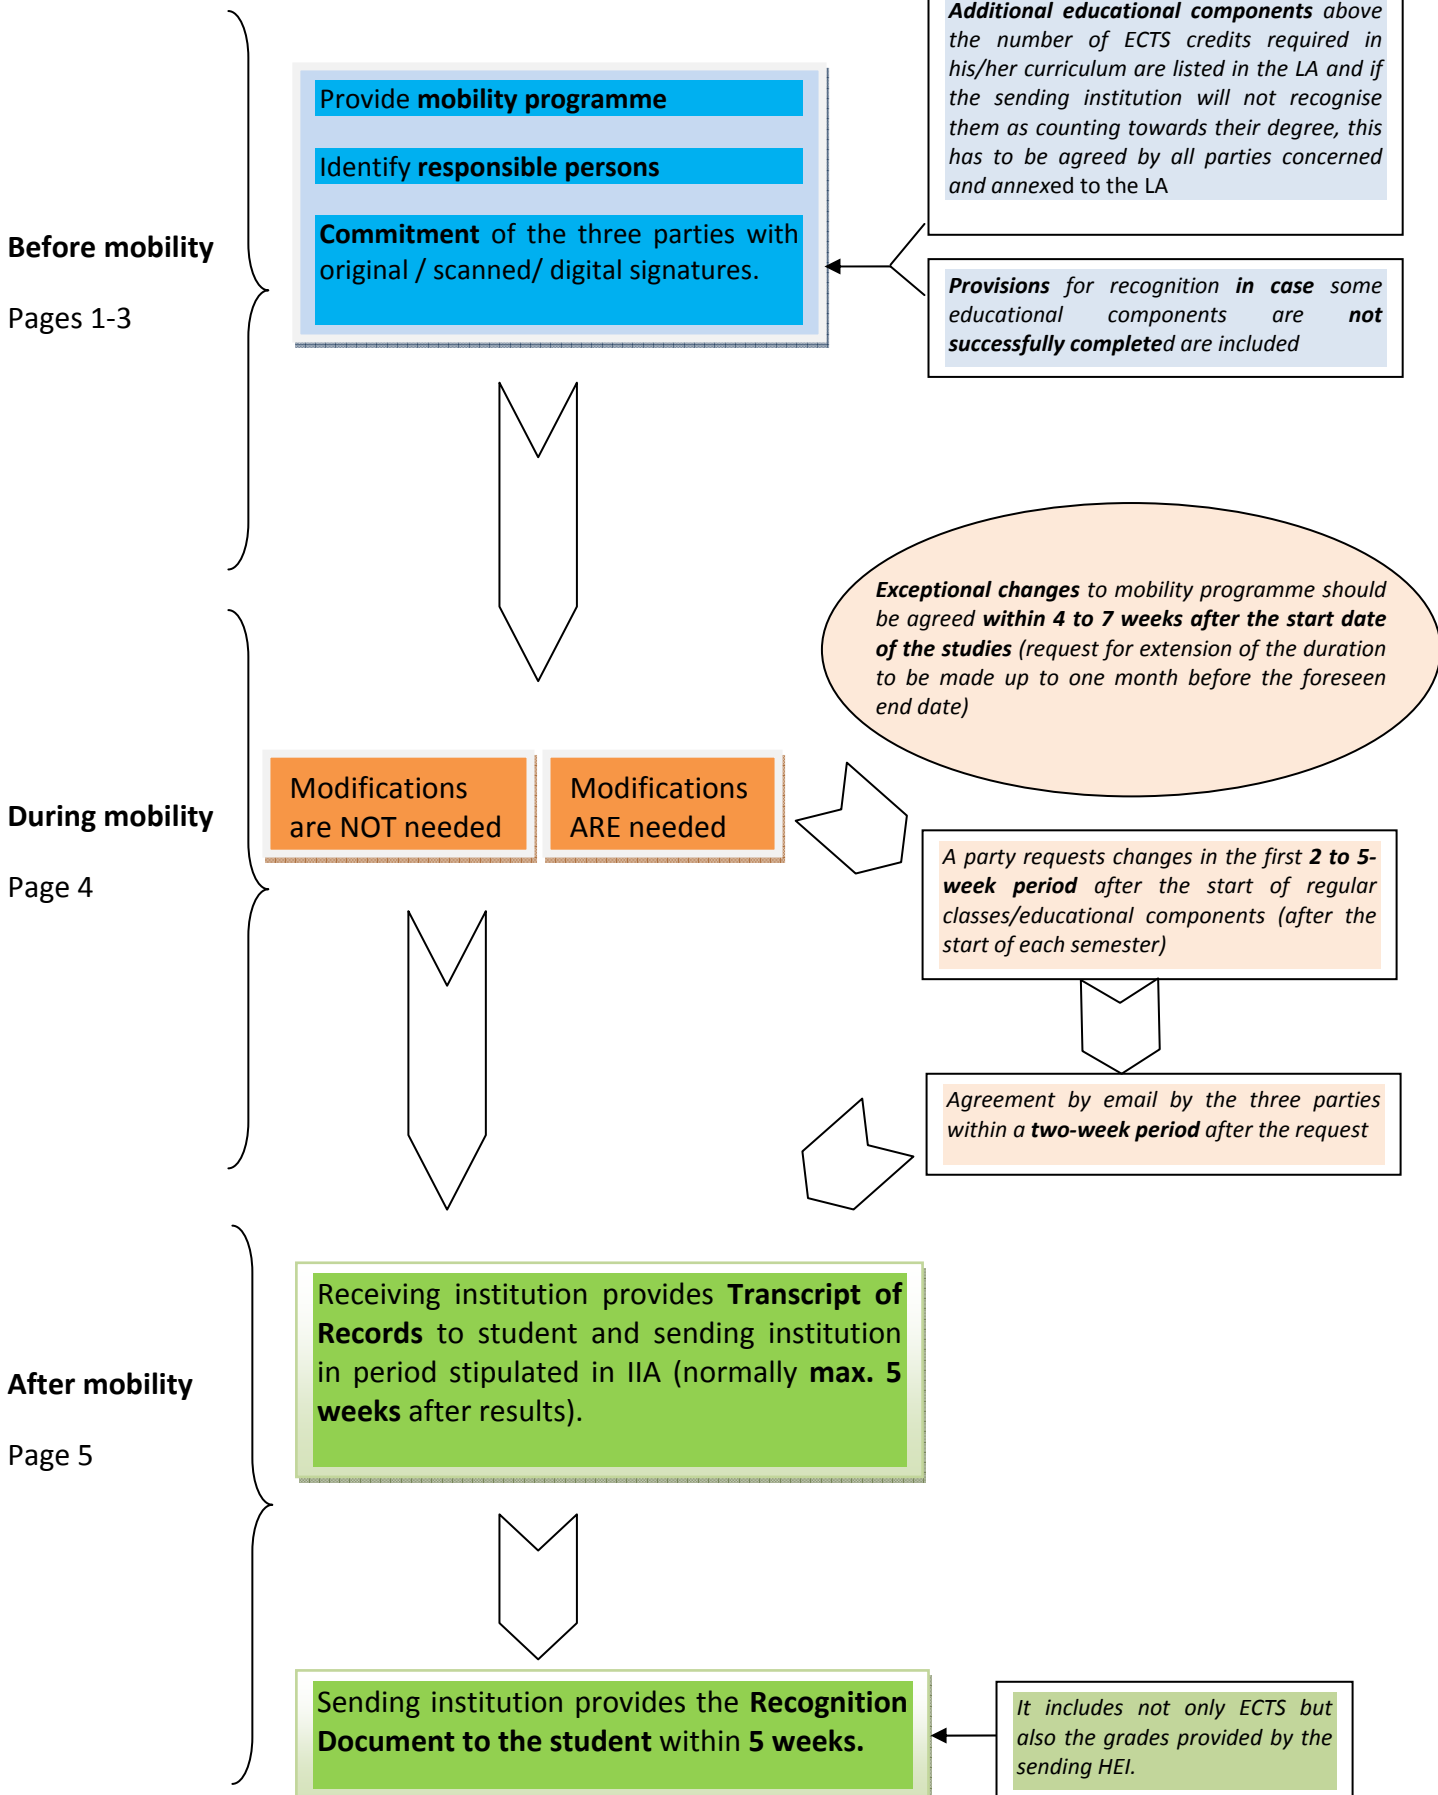 Additional educational components above
the number of ECTS credits required in
his/her curriculum are listed in the LA and if
the sending institution will not recognise
them as counting towards their degree, this
has to be agreed by all parties concerned
and annexed to the LA
Provide mobility programme
Identify responsible persons
Commitment of the three parties with
original / scanned/ digital signatures.
Before mobility
Pages 1-3
Provisions for recognition in case some
educational components are not
successfully completed are included
Exceptional changes to mobility programme should
be agreed within 4 to 7 weeks after the start date
of the studies (request for extension of the duration
to be made up to one month before the foreseen
end date)
During mobility
Page 4
Modifications
are NOT needed
Modifications
ARE needed
A party requests changes in the first 2 to 5-
week period after the start of regular
classes/educational components (after the
start of each semester)
Agreement by email by the three parties
within a two-week period after the request
After mobility
Page 5
Receiving institution provides Transcript of
Records to student and sending institution
in period stipulated in IIA (normally max. 5
weeks after results).
Sending institution provides the Recognition
Document to the student within 5 weeks.
It includes not only ECTS but
also the grades provided by the
sending HEI.